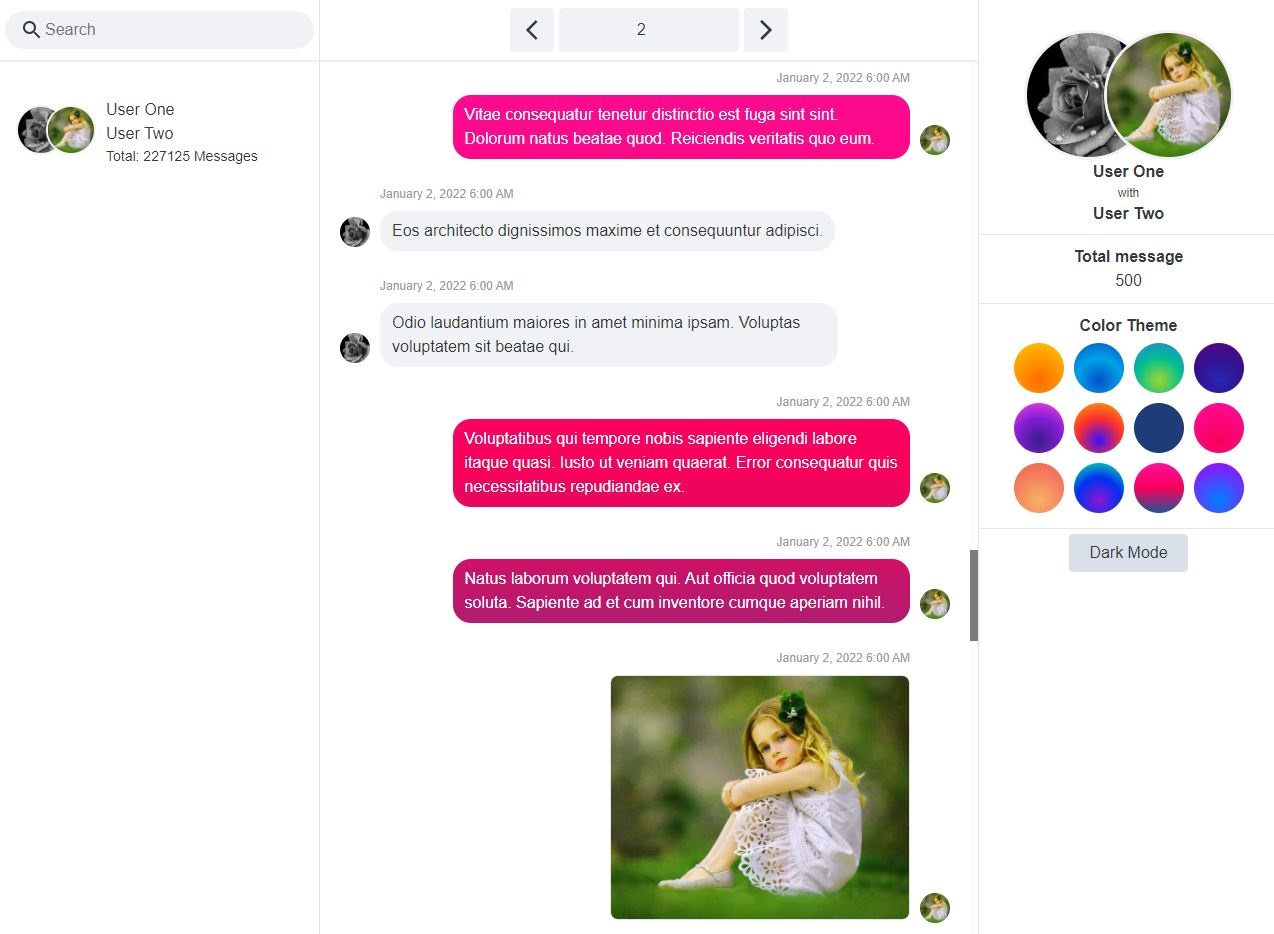 Search
User One
User Two
Total: 227125 Messages
2
January 2, 2022 6:00 AM
Vitae consequatur tenetur distinctio est fuga sint sint.
Dolorum natus beatae quod. Reiciendis veritatis quo eum.
January 2, 2022 6:00 AM
Eos architecto dignissimos maxime et consequuntur adipisci.
January 2, 2022 6:00 AM
Odio laudantium maiores in amet minima ipsam. Voluptas
voluptatem sit beatae qui.
January 2, 2022 6:00 AM
Voluptatibus qui tempore nobis sapiente eligendi labore
itaque quasi. Iusto ut veniam quaerat. Error consequatur quis
necessitatibus repudiandae ex.
January 2, 2022 6:00 AM
Natus laborum voluptatem qui. Aut officia quod voluptatem
soluta. Sapiente ad et cum inventore cumque aperiam nihil.
January 2, 2022 6:00 AM
User One
with
User Two
Total message
500
Color Theme
Dark Mode